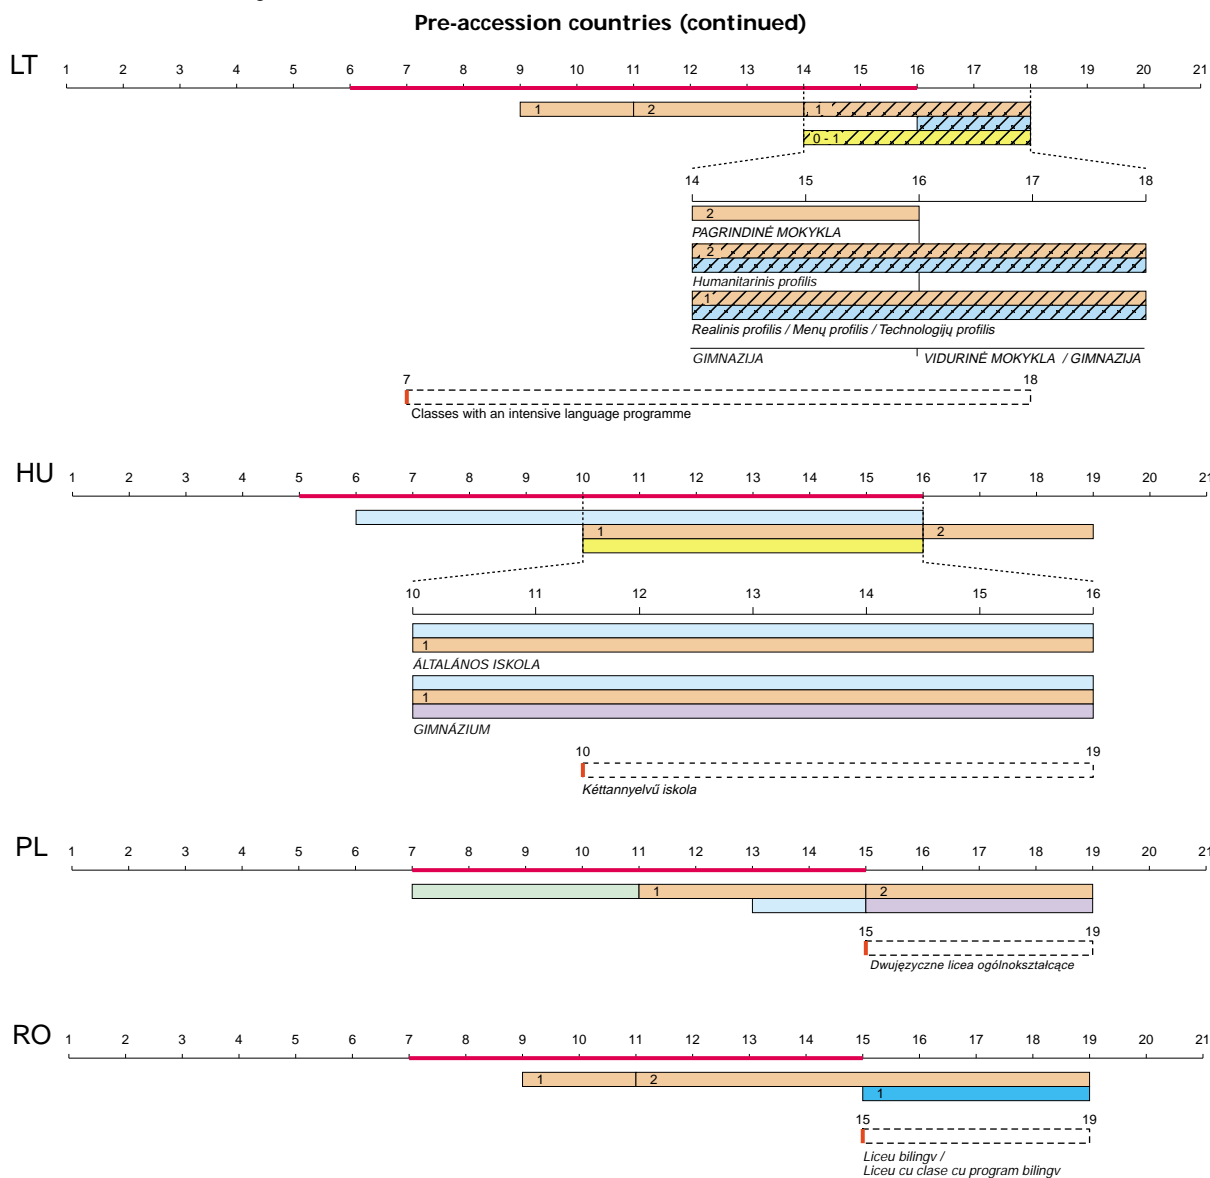 Pre-accession countries (continued)
LT
1 2 3 4 5 6 7 8 9 10 11 12 13 14 15 16 17 18 19 20 21
1 2 1
0 - 1
14 15 16 17 18
2
PAGRINDINĖ MOKYKLA
2
Humanitarinis profilis
1
Realinis profilis / Menų profilis / Technologijų profilis
GIMNAZIJA VIDURINĖ MOKYKLA / GIMNAZIJA
7 18
Classes with an intensive language programme
HU
1 2 3 4 5 6 7 8 9 10 11 12 13 14 15 16 17 18 19 20 21
1 2
10 11 12 13 14 15 16
1
ÁLTALÁNOS ISKOLA
1
GIMNÁZIUM
10 19
Kéttannyelvű iskola
PL
1 2 3 4 5 6 7 8 9 10 11 12 13 14 15 16 17 18 19 20 21
1 2
15 19
Dwujęzyczne licea ogólnokształcące
RO
1 2 3 4 5 6 7 8 9 10 11 12 13 14 15 16 17 18 19 20 21
1 2
1
15 19
Liceu bilingv /
Liceu cu clase cu program bilingv